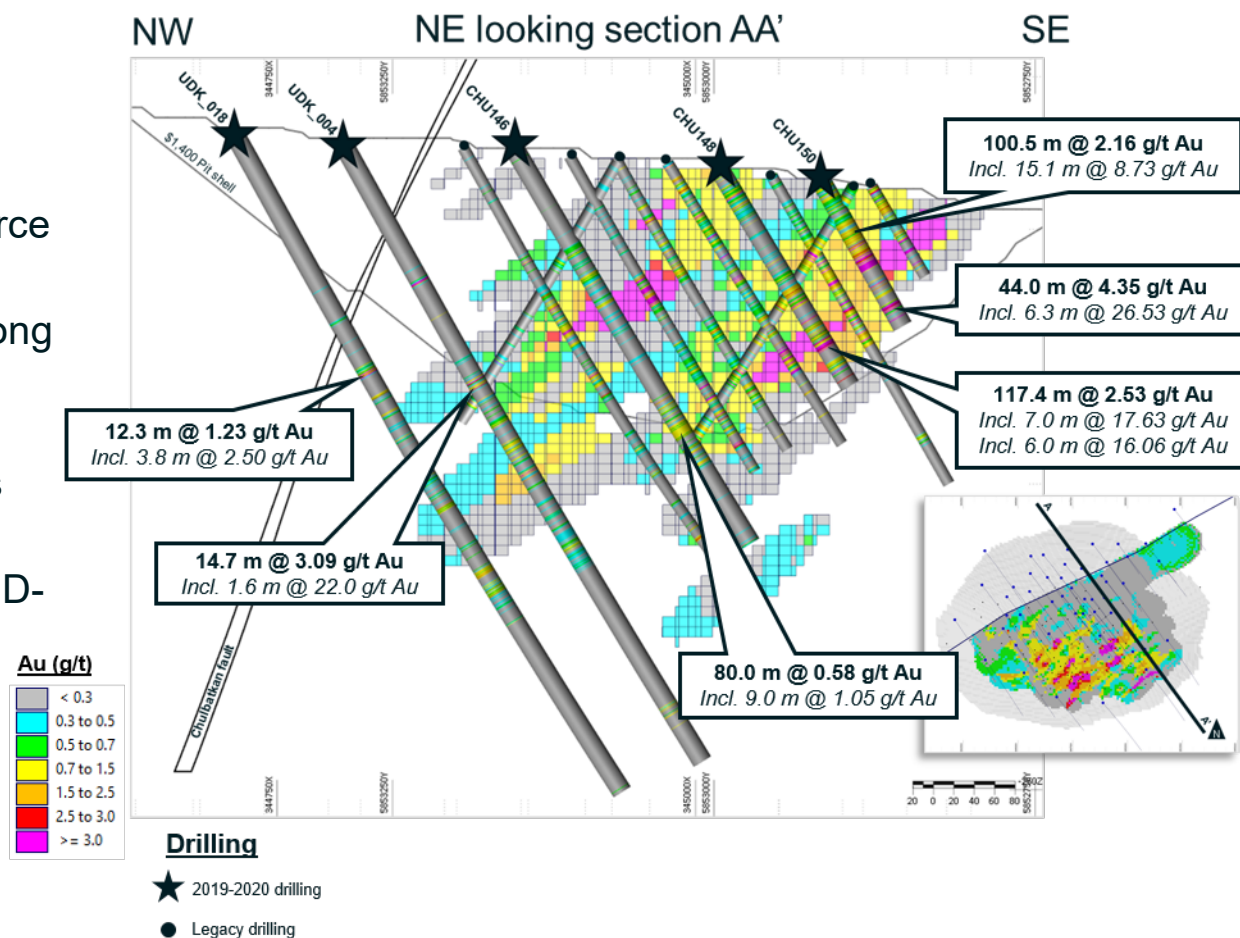 NW
NE looking section AA’
SE
344750X
5853250Y
345000X
5853000Y
5852750Y
UDK_018
UDK_004
CHU146
CHU148
CHU150
$1,400 Pit shell
100.5 m @ 2.16 g/t Au
Incl. 15.1 m @ 8.73 g/t Au
rce
44.0 m @ 4.35 g/t Au
Incl. 6.3 m @ 26.53 g/t Au
ong
117.4 m @ 2.53 g/t Au
Incl. 7.0 m @ 17.63 g/t Au
Incl. 6.0 m @ 16.06 g/t Au
12.3 m @ 1.23 g/t Au
Incl. 3.8 m @ 2.50 g/t Au
s
14.7 m @ 3.09 g/t Au
Incl. 1.6 m @ 22.0 g/t Au
D-
A
A'
N
80.0 m @ 0.58 g/t Au
Incl. 9.0 m @ 1.05 g/t Au
Chulbatkan fault
Au (g/t)
< 0.3
0.3 to 0.5
0.5 to 0.7
0.7 to 1.5
1.5 to 2.5
2.5 to 3.0
>= 3.0
344750X
5853250Y
345000X
5853000Y
20 0 20 40 60 80
Drilling
2019-2020 drilling
Legacy drilling